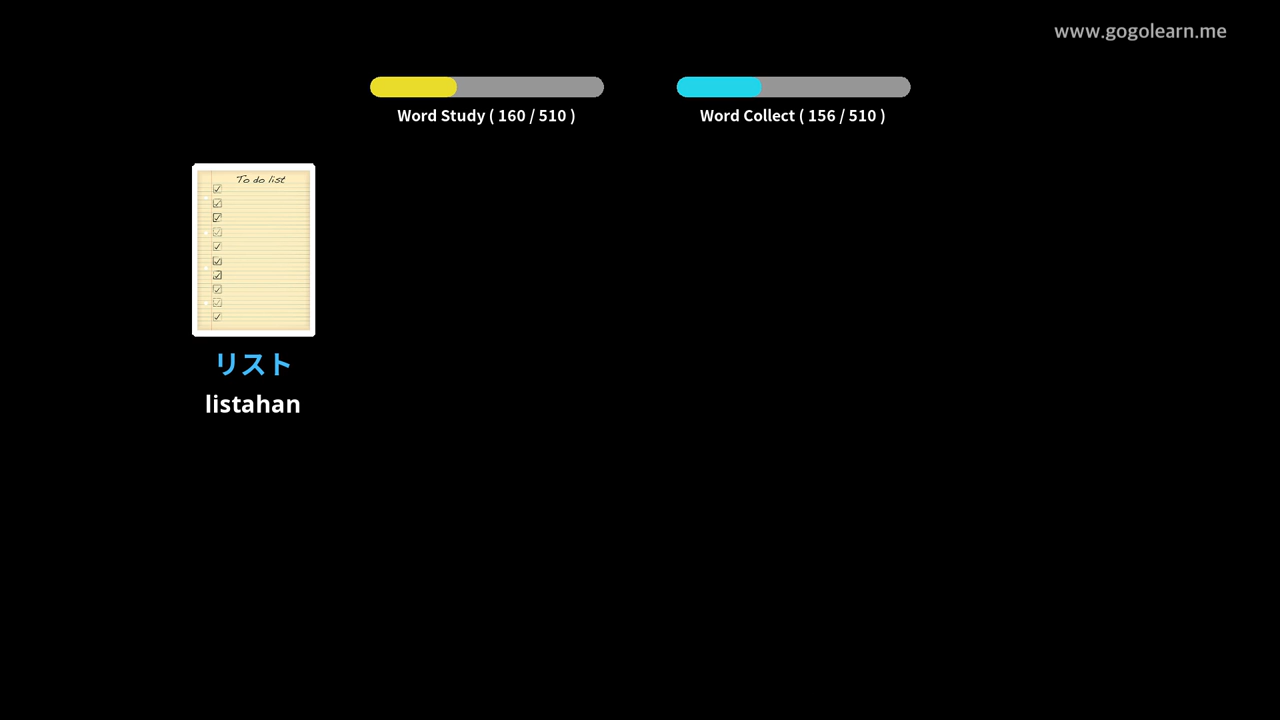 www.gogolearn.me
Word Study ( 160 / 510 )
Word Collect ( 156 / 510 )
To do list
リスト
listahan